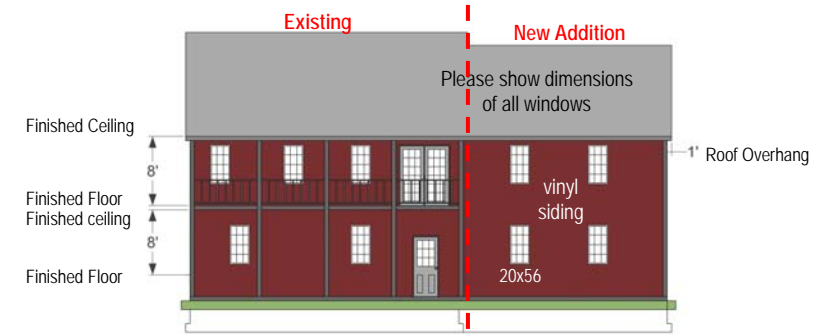 Existing
New Addition
Please show dimensions
of all windows
Finished Ceiling
8'
1' Roof Overhang
vinyl
siding
Finished Floor
Finished ceiling
8'
Finished Floor
20x56